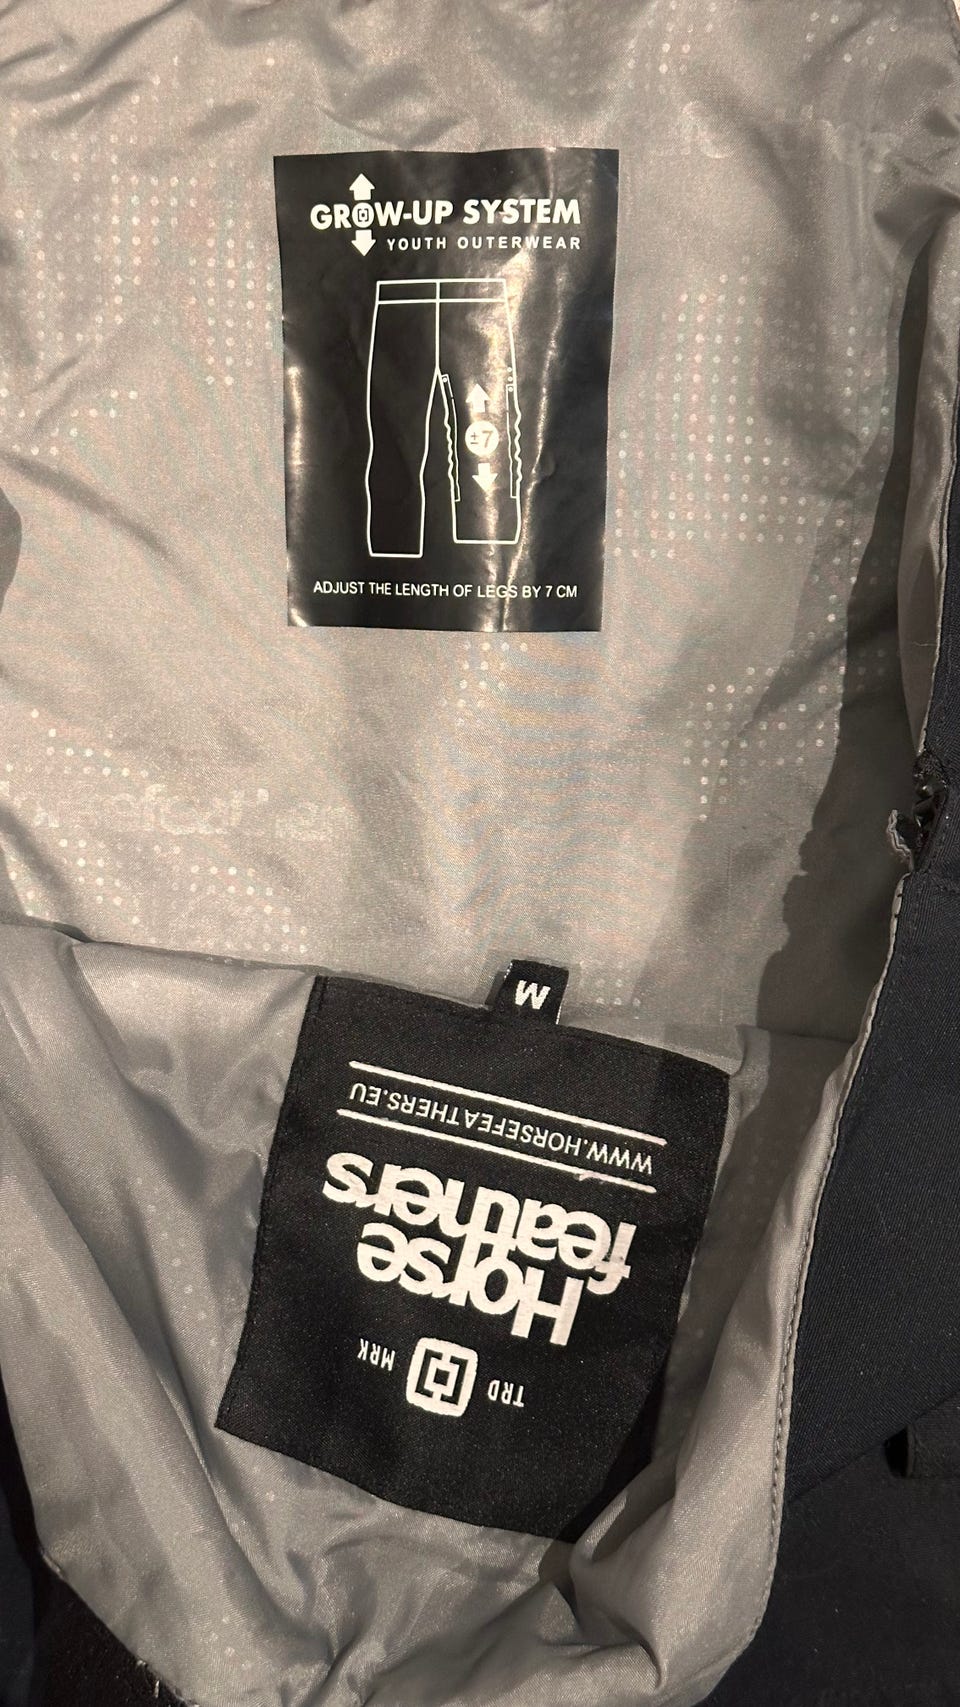 GROW-UP SYSTEM
YOUTH OUTERWEAR
±7
ADJUST THE LENGTH OF LEGS BY 7 CM
M
TRD MRK
Horse
feathers
WWW.HORSEFEATHERS.EU